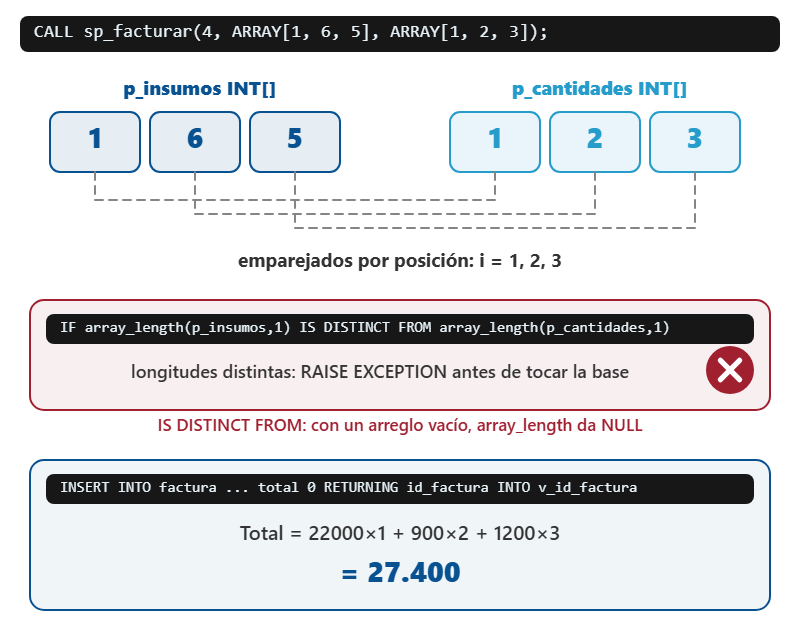 CALL sp_facturar(4, ARRAY[1, 6, 5], ARRAY[1, 2, 3]);
p_insumos INT[]
p_cantidades INT[]
1 6 5
1 2 3
emparejados por posición: i = 1, 2, 3
IF array_length(p_insumos,1) IS DISTINCT FROM array_length(p_cantidades,1)
longitudes distintas: RAISE EXCEPTION antes de tocar la base
IS DISTINCT FROM: con un arreglo vacío, array_length da NULL
INSERT INTO factura ... total 0 RETURNING id_factura INTO v_id_factura
Total = 22000×1 + 900×2 + 1200×3
= 27.400